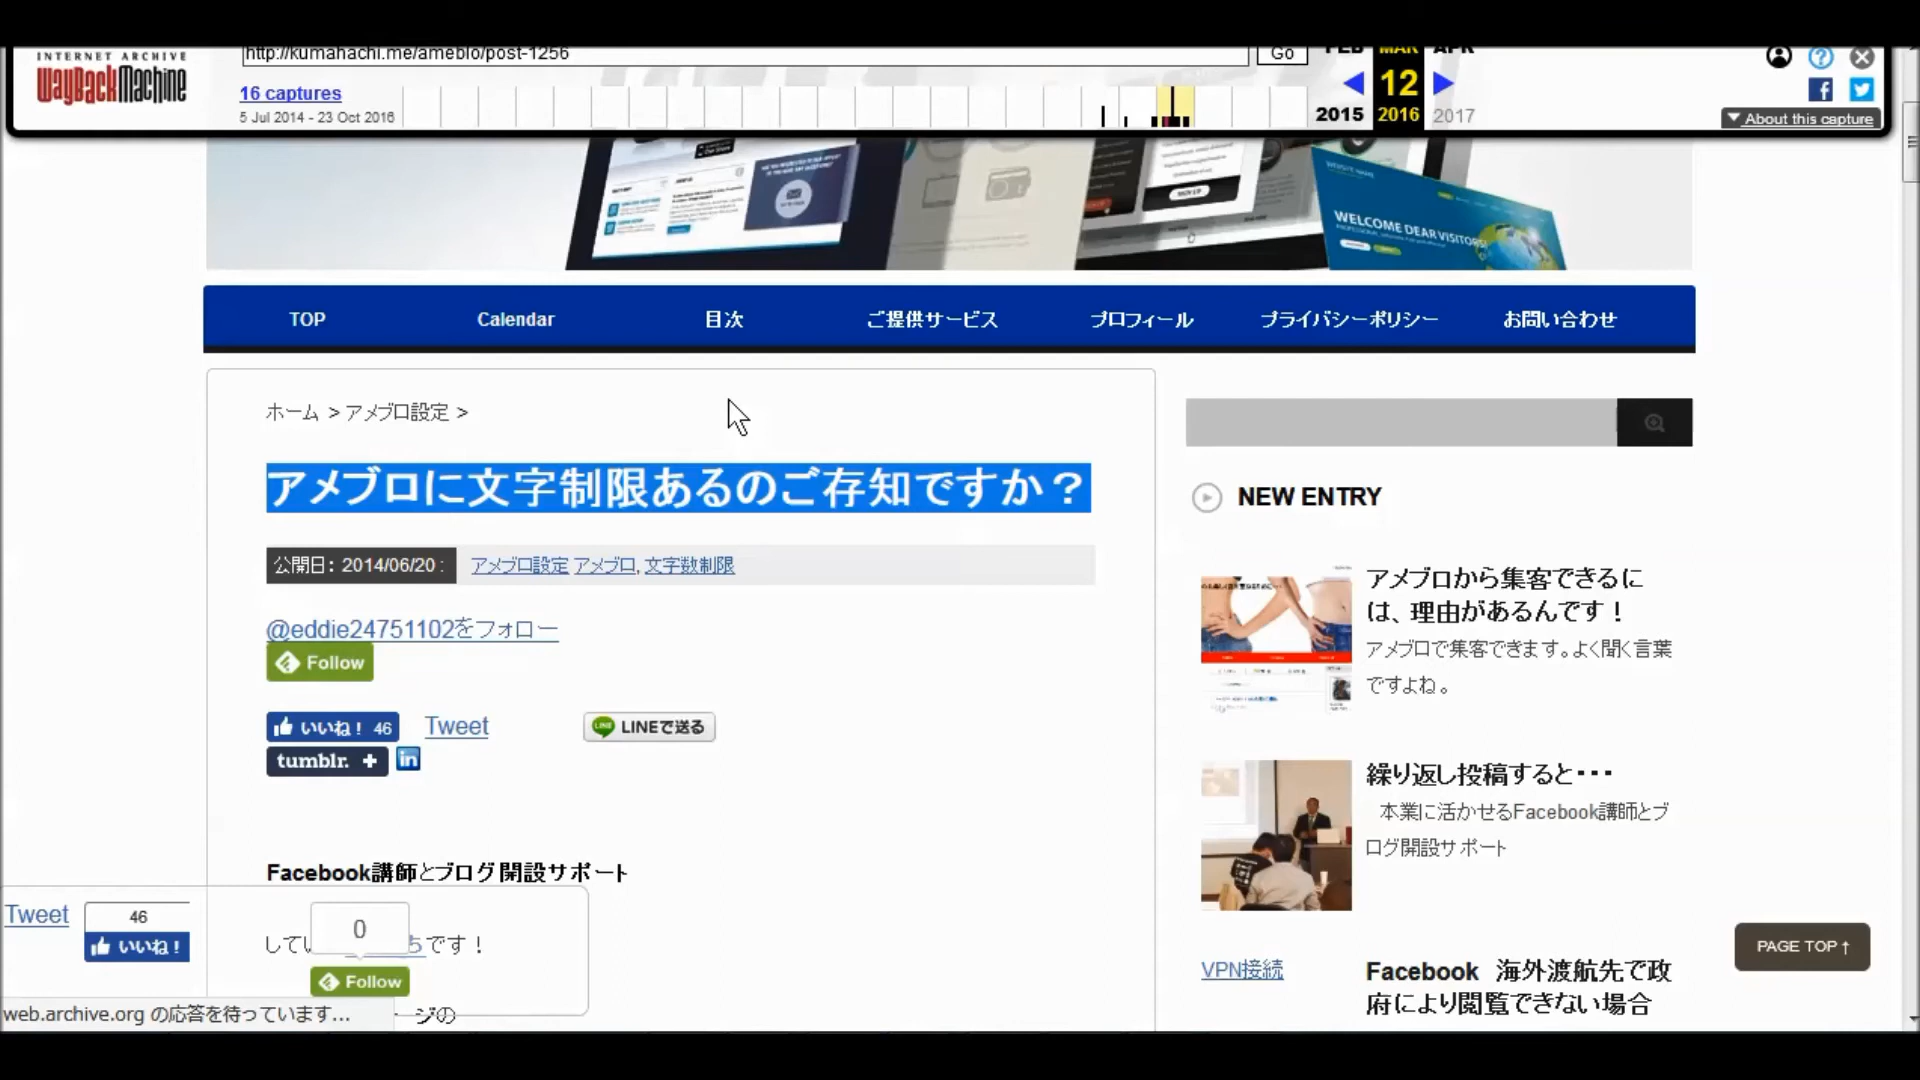 INTERNET ARCHIVE
WayBackMachine
http://kumahachi.me/ameblo/post-1256
Go
FEB MAR APR
16 captures
12
5 Jul 2014 - 23 Oct 2016
2015 2016 2017
About this capture
WELCOME DEAR VISITORS!
SIGN UP
TOP Calendar 目次 ご提供サービス プロフィール プライバシーポリシー お問い合わせ
ホーム > アメブロ設定 >
アメブロに文字制限あるのご存知ですか？
公開日: 2014/06/20 : アメブロ設定 アメブロ, 文字数制限
@eddie24751102をフォロー
Follow
いいね！ 46 Tweet LINEで送る
tumblr. + in
Facebook講師とブログ開設サポート
ちです！
ージの
Tweet
46
いいね！
0
Follow
web.archive.org の応答を待っています...
NEW ENTRY
アメブロから集客できるに
は、理由があるんです！
アメブロで集客できます。よく聞く言葉
ですよね。
繰り返し投稿すると・・・
本業に活かせるFacebook講師とブ
ログ開設サポート
VPN接続
Facebook 海外渡航先で政
府により閲覧できない場合
PAGE TOP ↑